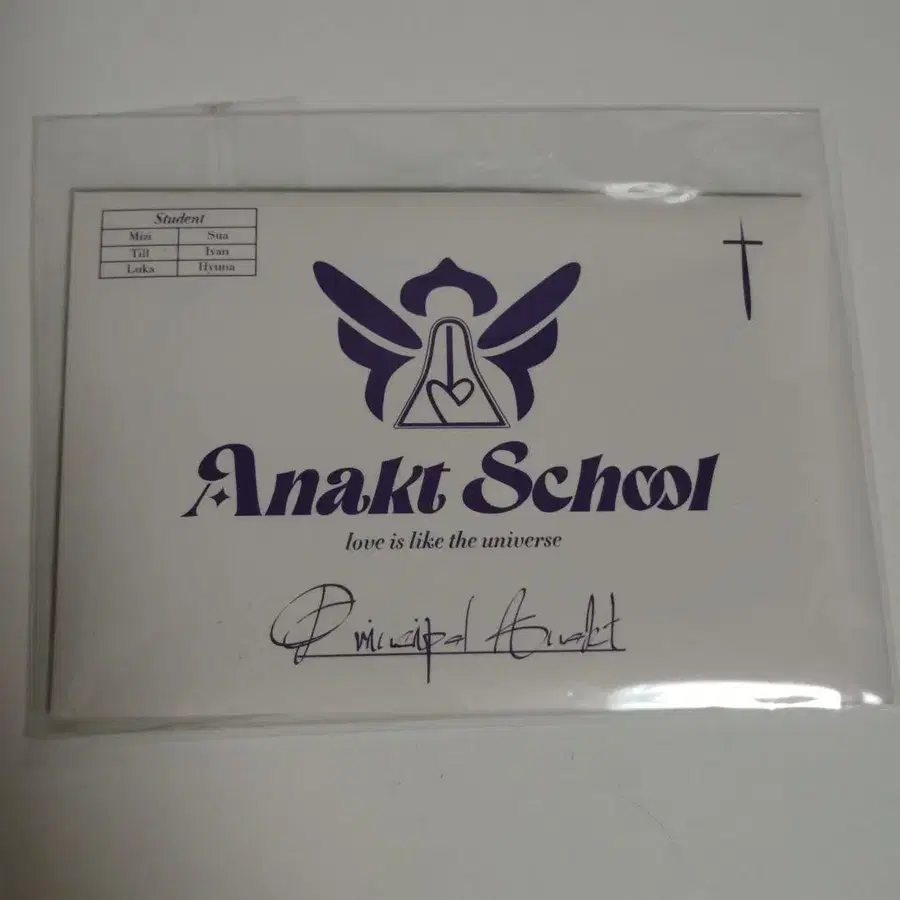 Student
Mizi Sua
Till Ivan
Luka Hyuna
Anakt School
love is like the universe
Principal Anakt